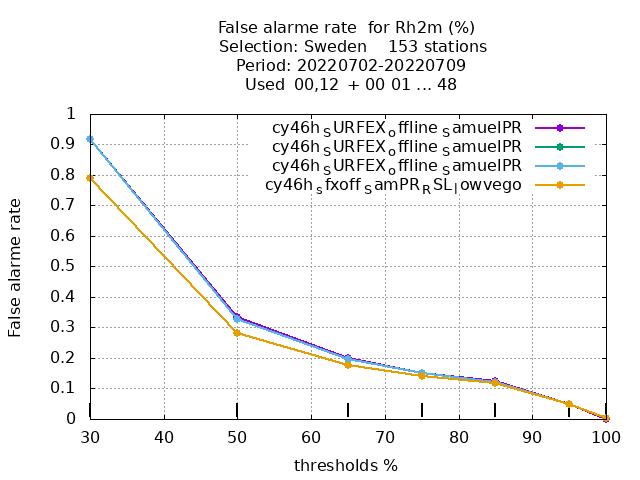 False alarme rate  for Rh2m (%)
Selection: Sweden    153 stations
Period: 20220702-20220709
Used  00,12  + 00 01 ... 48
cy46h_SURFEX_offline_SamuelPR
cy46h_SURFEX_offline_SamuelPR
cy46h_SURFEX_offline_SamuelPR
cy46h_sfxoff_samPR_RSL_lowvego
1
0.9
0.8
0.7
0.6
0.5
0.4
0.3
0.2
0.1
0
False alarme rate
30 40 50 60 70 80 90 100
thresholds %